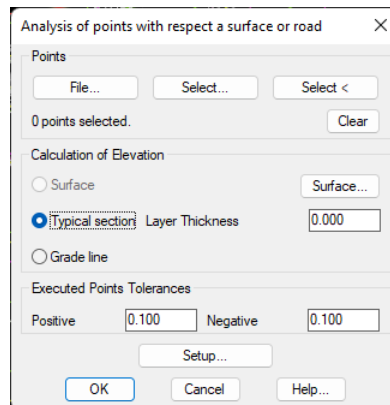 Analysis of points with respect a surface or road
Points
File... Select... Select <
0 points selected. Clear
Calculation of Elevation
Surface Surface...
Typical section Layer Thickness 0.000
Grade line
Executed Points Tolerances
Positive 0.100 Negative 0.100
Setup...
OK Cancel Help...